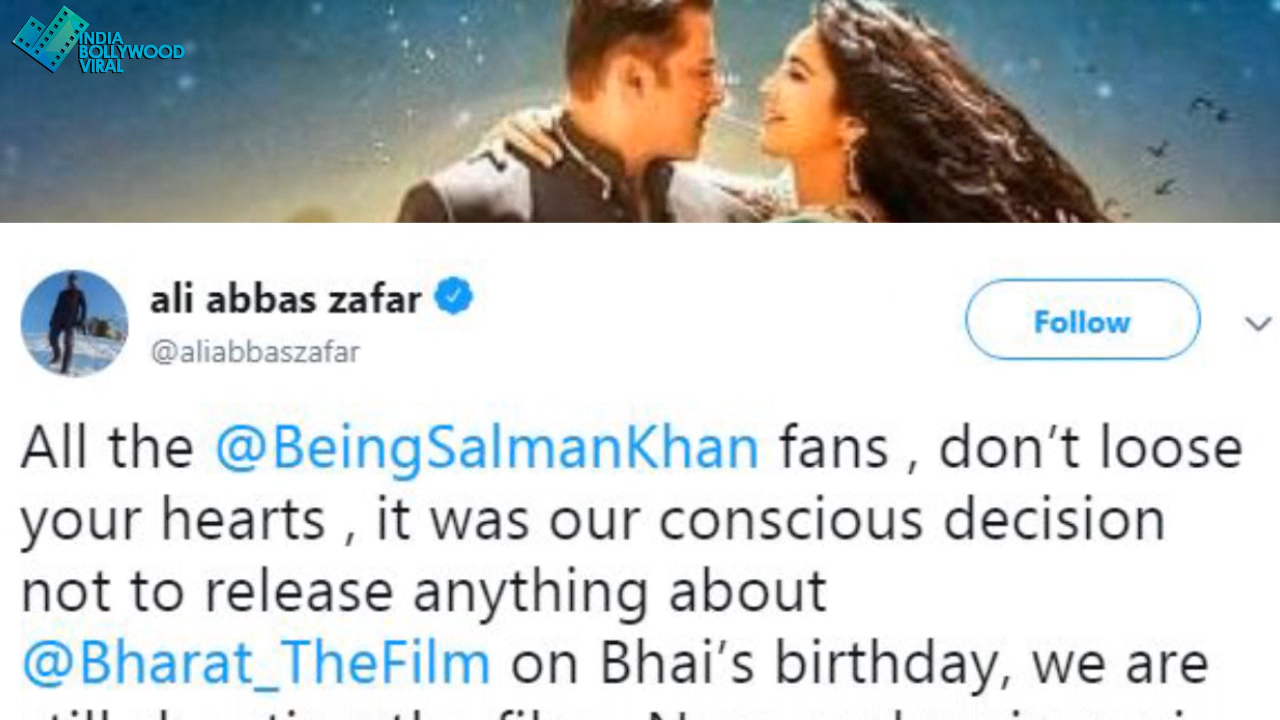 INDIA
BOLLYWOOD
VIRAL
ali abbas zafar
@aliabbaszafar
Follow
All the @BeingSalmanKhan fans , don’t loose
your hearts , it was our conscious decision
not to release anything about
@Bharat_TheFilm on Bhai’s birthday, we are